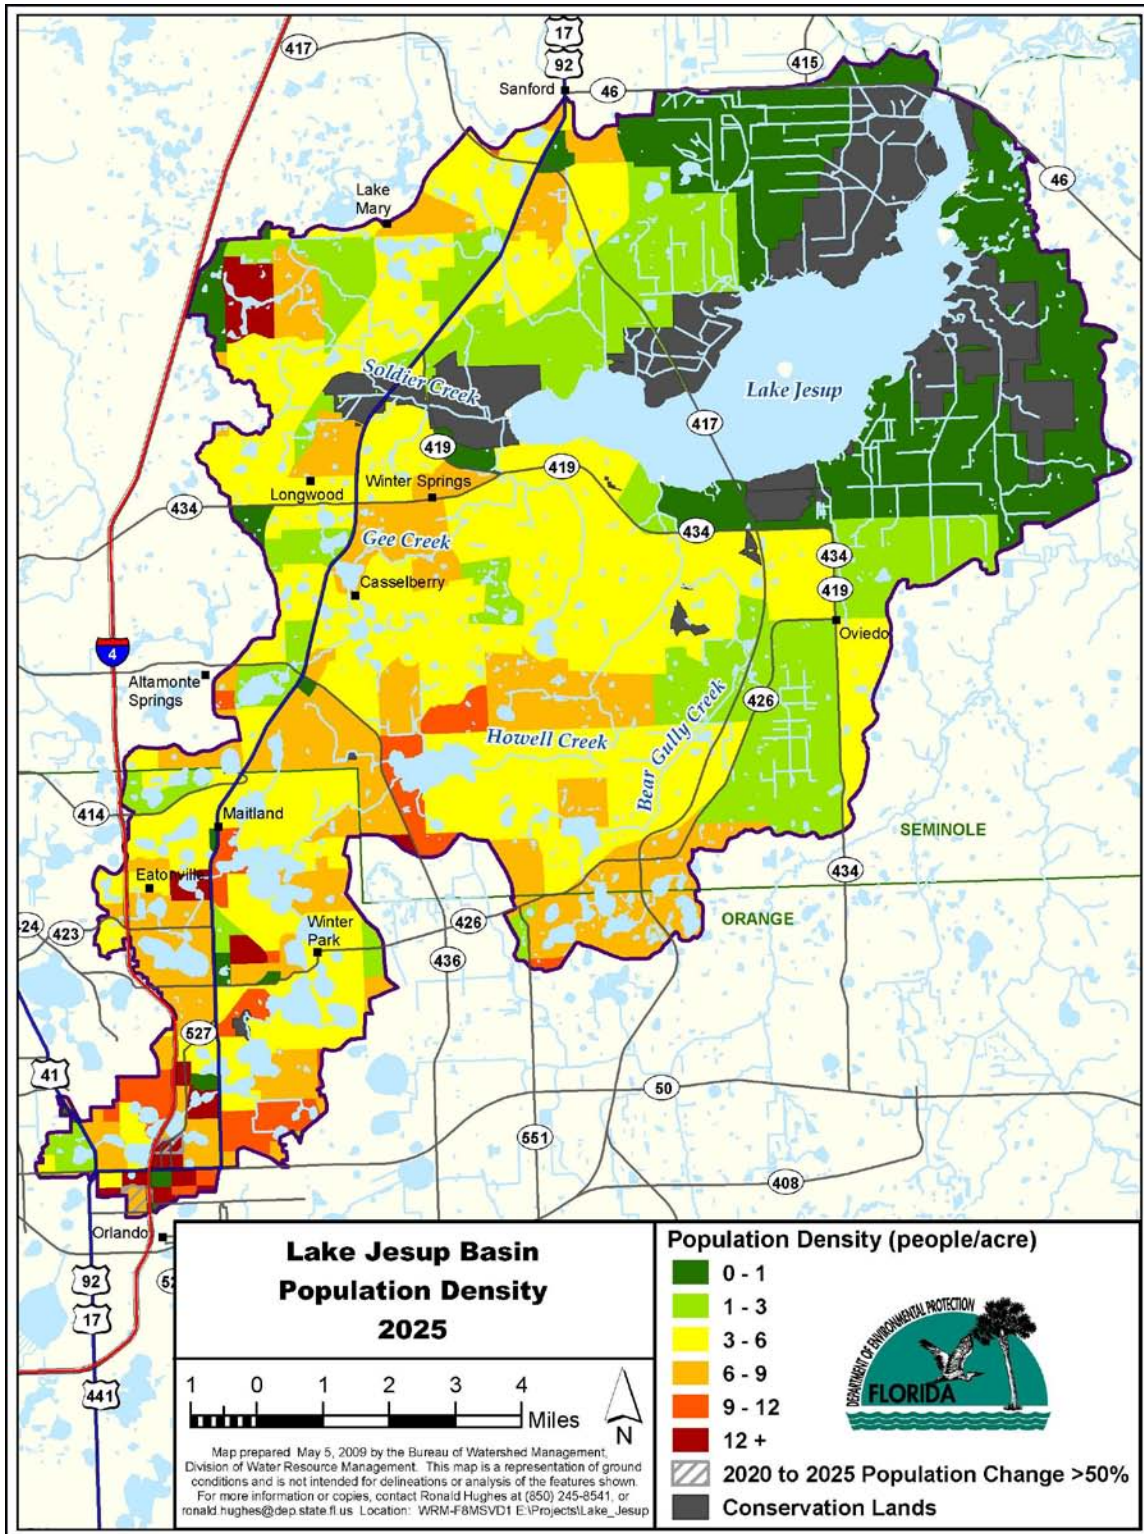 417
17
92
415
Sanford
46
46
Lake
Mary
Soldier Creek
Lake Jesup
417
419
419
Winter Springs
Longwood
434
434
Gee Creek
434
Casselberry
419
Oviedo
4
Altamonte
Springs
426
Bear Gully Creek
Howell Creek
414
Maitland
SEMINOLE
434
Eatonville
ORANGE
424
423
Winter
Park
426
436
527
41
50
551
408
Orlando
92
17
441
Lake Jesup Basin
Population Density
2025
1 0 1 2 3 4
Miles
N
Map prepared May 5, 2009 by the Bureau of Watershed Management,
Division of Water Resource Management. This map is a representation of ground
conditions and is not intended for delineations or analysis of the features shown.
For more information or copies, contact Ronald Hughes at (850) 245-8541, or
ronald.hughes@dep.state.fl.us Location: WRM-F8MSVD1 E:\Projects\Lake_Jesup
Population Density (people/acre)
0 - 1
1 - 3
3 - 6
6 - 9
9 - 12
12 +
2020 to 2025 Population Change >50%
Conservation Lands
DEPARTMENT OF ENVIRONMENTAL PROTECTION
FLORIDA